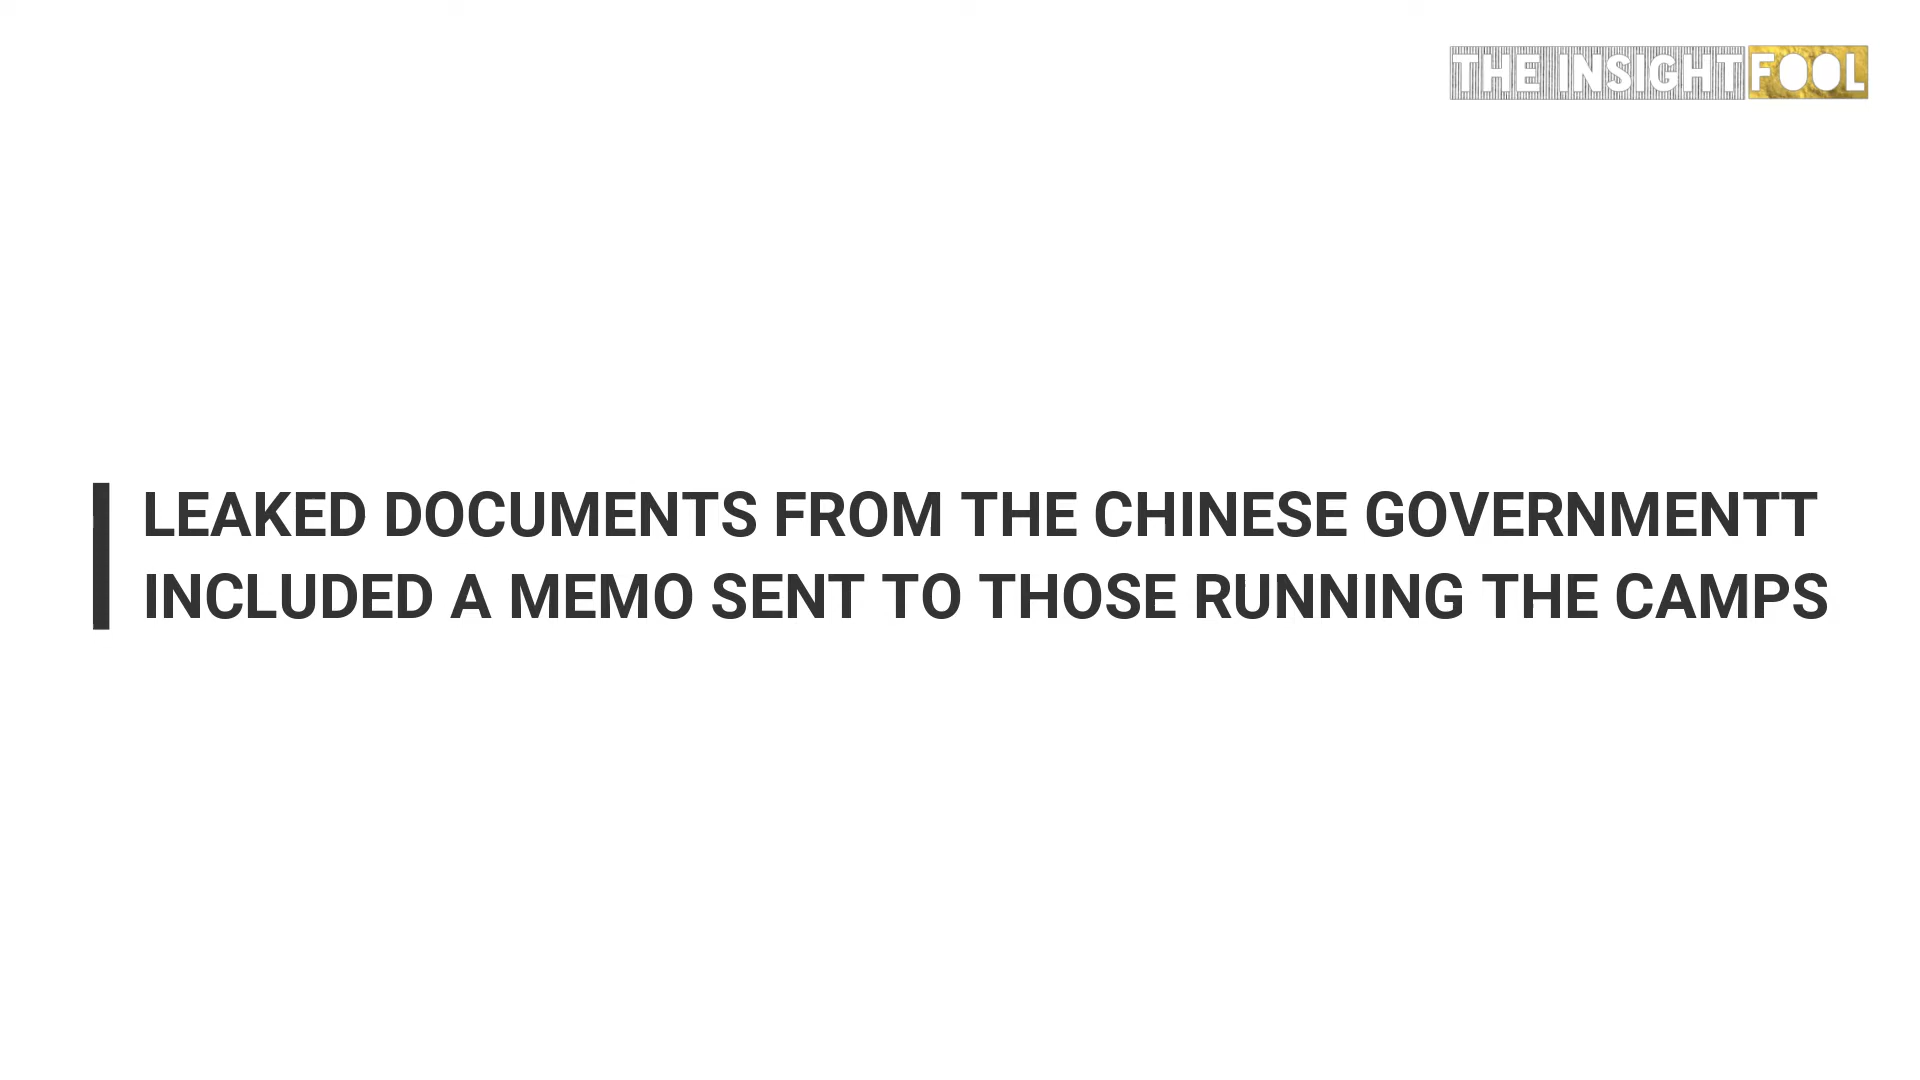 THE INSIGHT FOOL
LEAKED DOCUMENTS FROM THE CHINESE GOVERNMENTT
INCLUDED A MEMO SENT TO THOSE RUNNING THE CAMPS